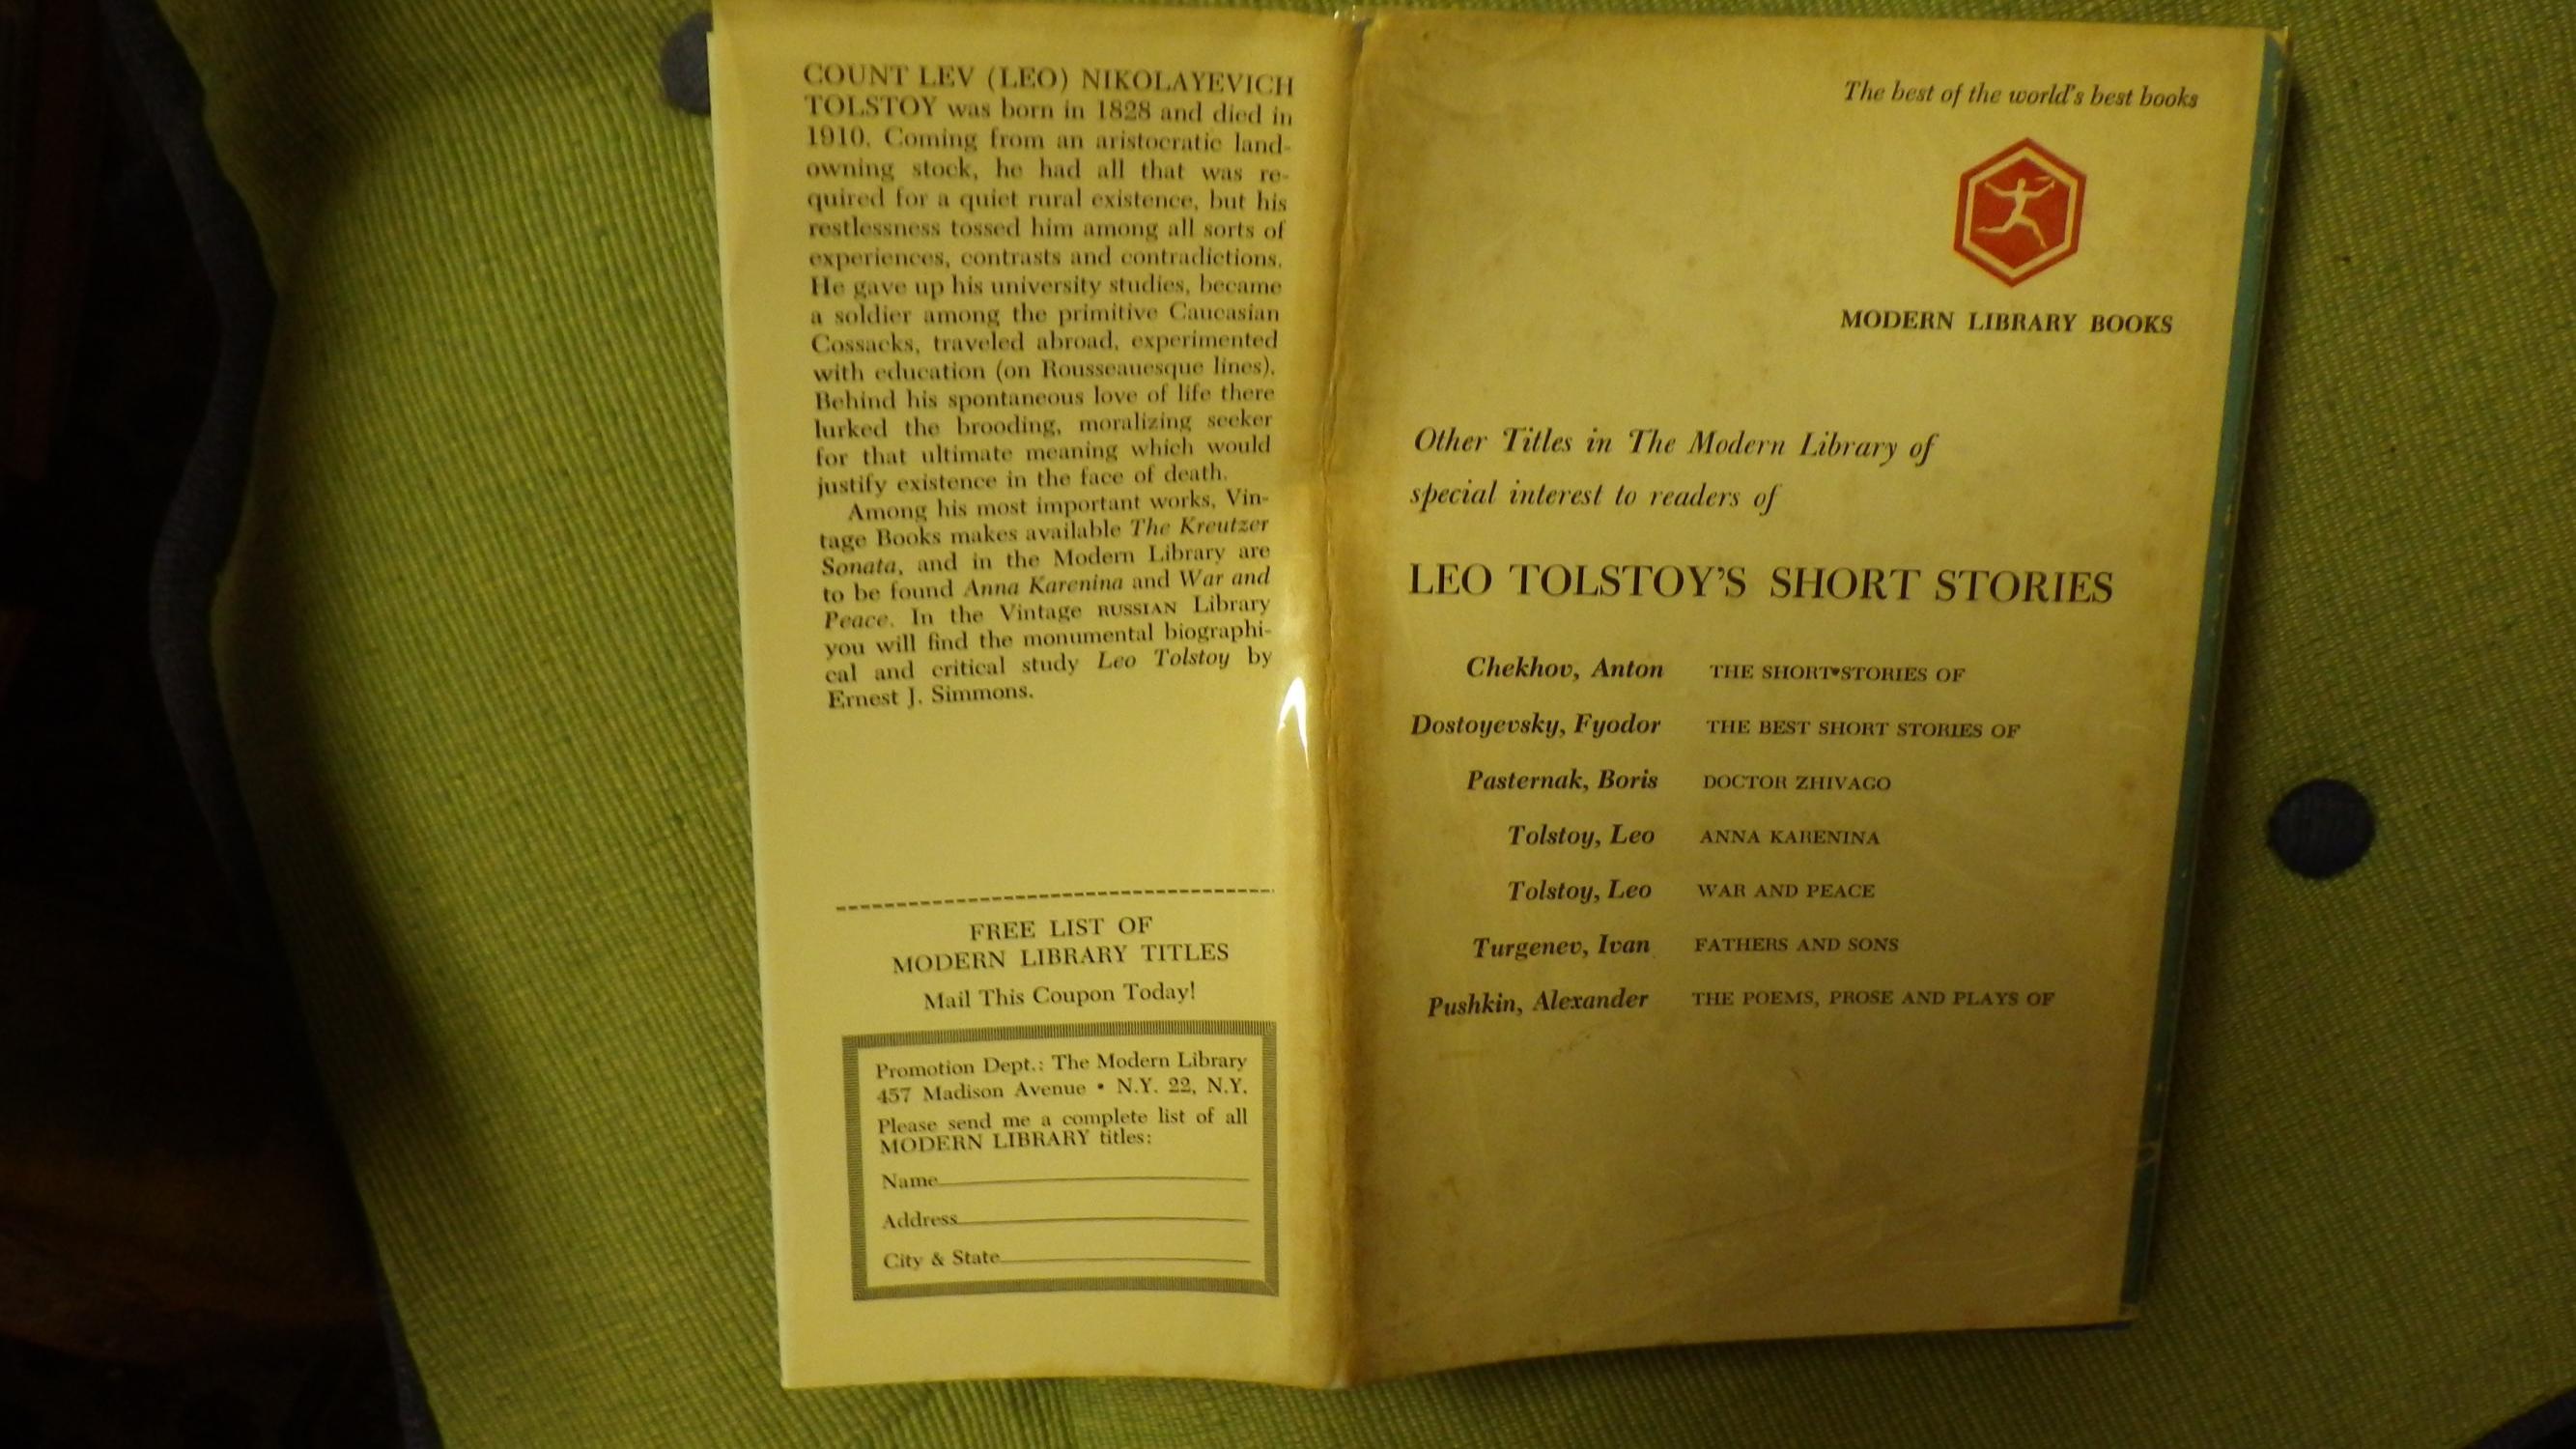 COUNT LEV (LEO) NIKOLAYEVICH
TOLSTOY was born in 1828 and died in
1910. Coming from an aristocratic land-
owning stock, he had all that was re-
quired for a quiet rural existence, but his
restlessness tossed him among all sorts of
experiences, contrasts and contradictions.
He gave up his university studies, became
a soldier among the primitive Caucasian
Cossacks, traveled abroad, experimented
with education (on Rousseauesque lines).
Behind his spontaneous love of life there
lurked the brooding, moralizing seeker
for that ultimate meaning which would
justify existence in the face of death.
Among his most important works, Vin-
tage Books makes available The Kreutzer
Sonata, and in the Modern Library are
to be found Anna Karenina and War and
Peace. In the Vintage RUSSIAN Library
you will find the monumental biographi-
cal and critical study Leo Tolstoy by
Ernest J. Simmons.
FREE LIST OF
MODERN LIBRARY TITLES
Mail This Coupon Today!
Promotion Dept.: The Modern Library
457 Madison Avenue • N.Y. 22, N.Y.
Please send me a complete list of all
MODERN LIBRARY titles:
Name
Address
City & State
The best of the world's best books
MODERN LIBRARY BOOKS
Other Titles in The Modern Library of
special interest to readers of
LEO TOLSTOY'S SHORT STORIES
Chekhov, Anton THE SHORT STORIES OF
Dostoyevsky, Fyodor THE BEST SHORT STORIES OF
Pasternak, Boris DOCTOR ZHIVAGO
Tolstoy, Leo ANNA KARENINA
Tolstoy, Leo WAR AND PEACE
Turgenev, Ivan FATHERS AND SONS
Pushkin, Alexander THE POEMS, PROSE AND PLAYS OF